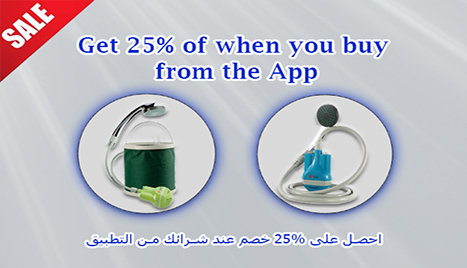 SALE
Get 25% of when you buy
from the App
احصل على 25% خصم عند شرائك من التطبيق